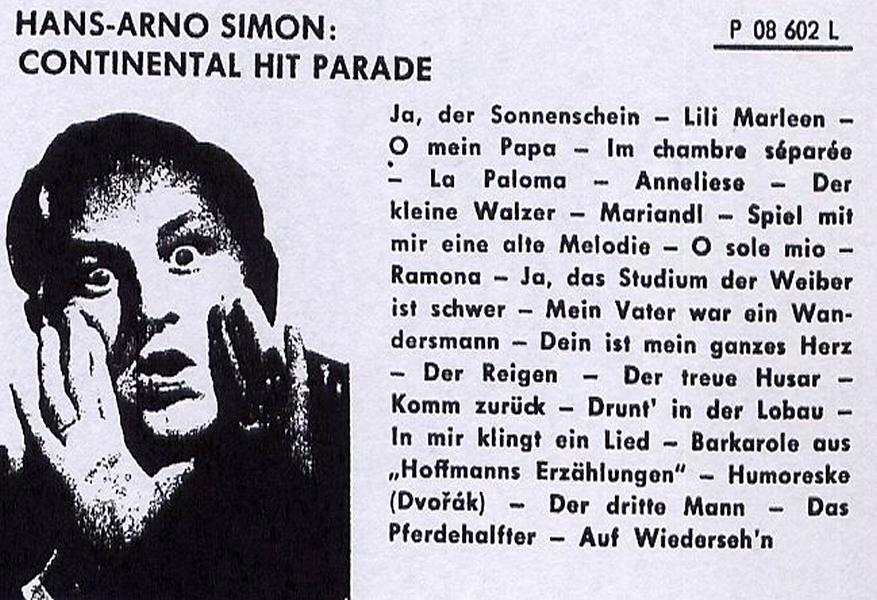 HANS-ARNO SIMON:
CONTINENTAL HIT PARADE
P 08 602 L
Ja, der Sonnenschein – Lili Marleen –
O mein Papa – Im chambre séparée
– La Paloma – Anneliese – Der
kleine Walzer – Mariandl – Spiel mit
mir eine alte Melodie – O sole mio –
Ramona – Ja, das Studium der Weiber
ist schwer – Mein Vater war ein Wan-
dersmann – Dein ist mein ganzes Herz
– Der Reigen – Der treue Husar –
Komm zurück – Drunt' in der Lobau –
In mir klingt ein Lied – Barkarole aus
„Hoffmanns Erzählungen“ – Humoreske
(Dvořák) – Der dritte Mann – Das
Pferdehalfter – Auf Wiederseh'n